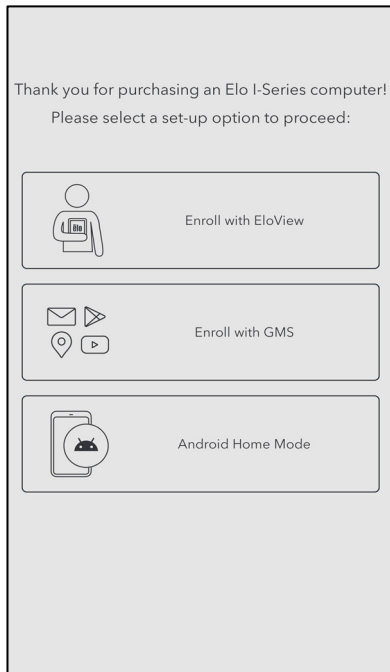 Thank you for purchasing an Elo I-Series computer!
Please select a set-up option to proceed:
Elo
Enroll with EloView
Enroll with GMS
Android Home Mode